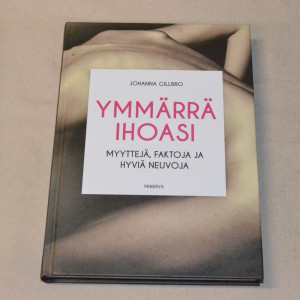 JOHANNA GILLBRO
YMMÄRRÄ
IHOASI
MYYTTEJÄ, FAKTOJA JA
HYVIÄ NEUVOJA
MINERVA